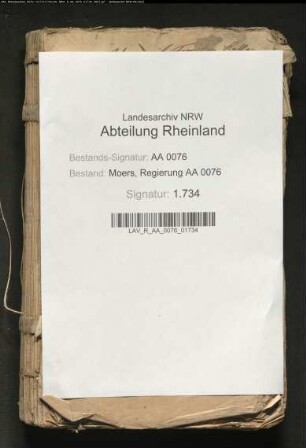 Landesarchiv NRW
Abteilung Rheinland
Bestands-Signatur: AA 0076
Bestand: Moers, Regierung AA 0076
Signatur: 1.734
LAV_R_AA_0076_01734